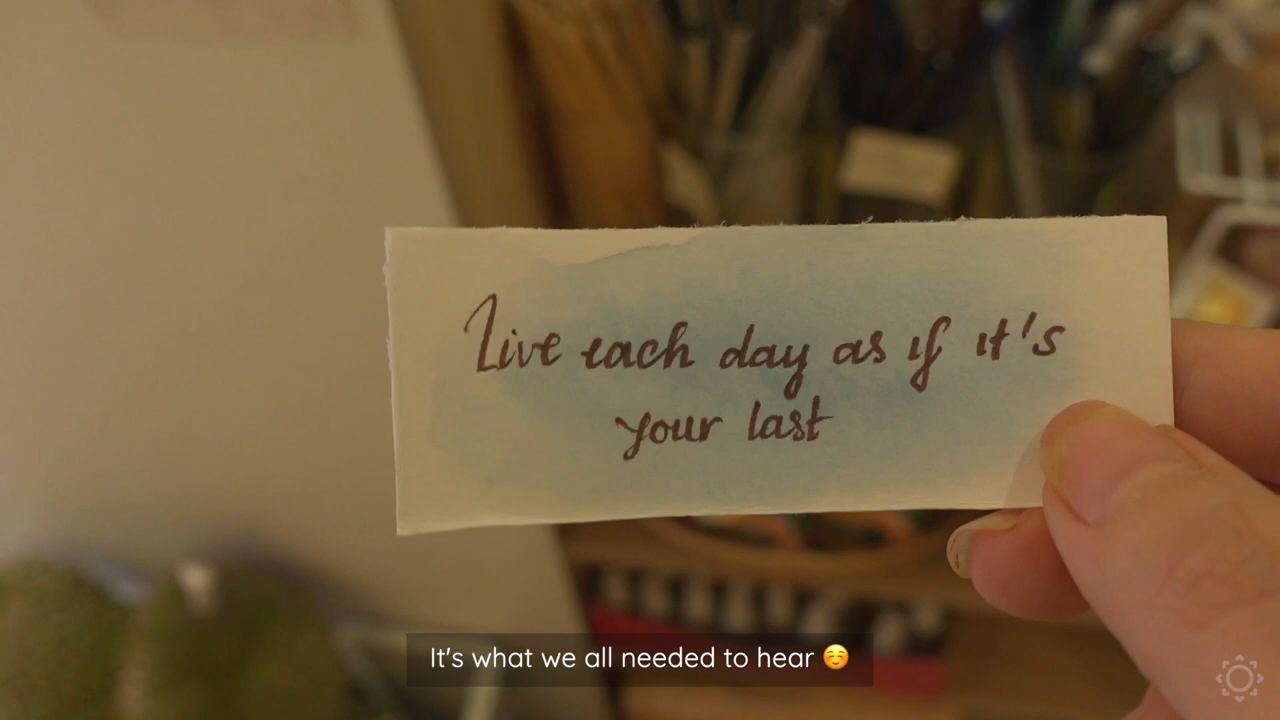 Live each day as if it's
your last
It's what we all needed to hear ☺️